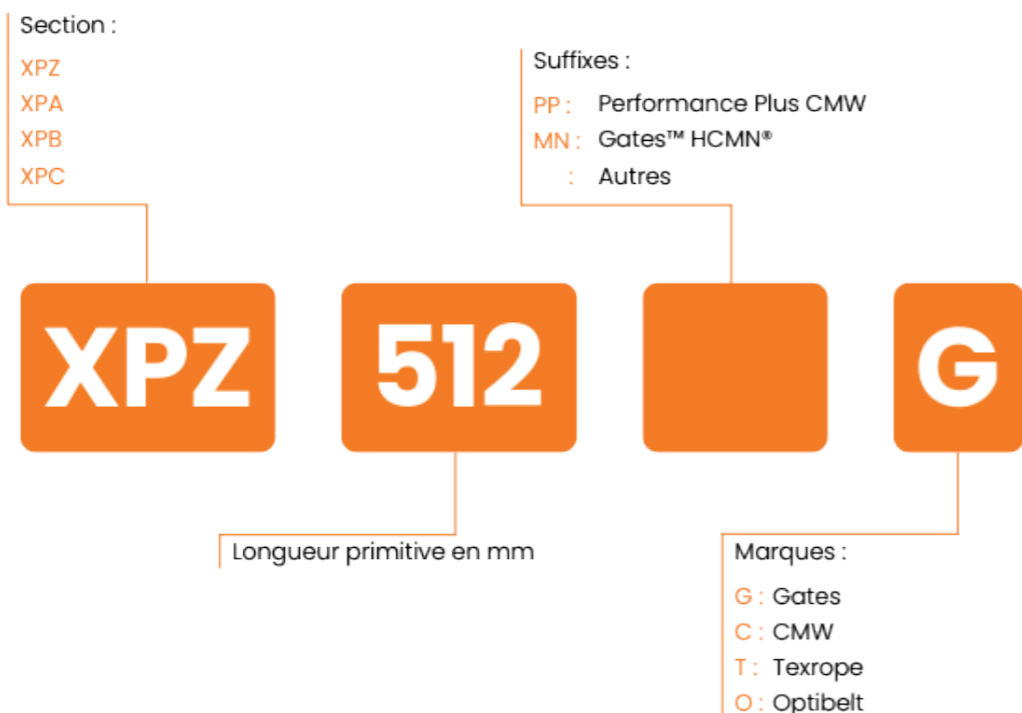 Section :
XPZ
XPA
XPB
XPC
Suffixes :
PP : Performance Plus CMW
MN : Gates™ HCMN®
: Autres
XPZ 512 G
Longueur primitive en mm
Marques :
G : Gates
C : CMW
T : Texrope
O : Optibelt